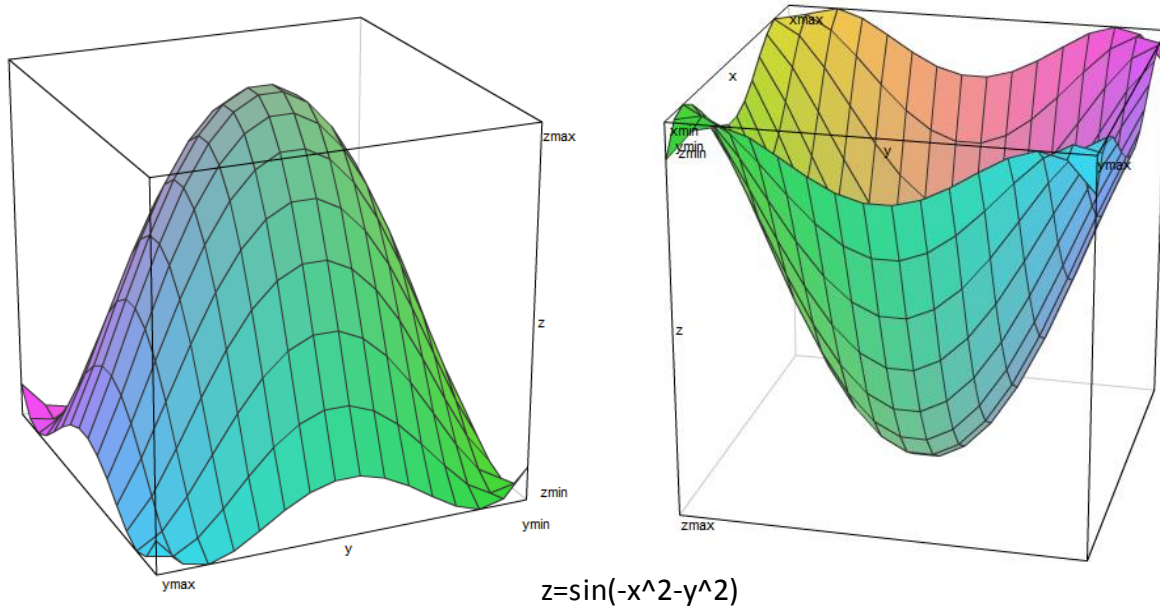 zmax
z
zmin
ymin
y
ymax
xmax
x
xmin
ymin
zmin
y
ymax
z
zmax
z=sin(-x^2-y^2)